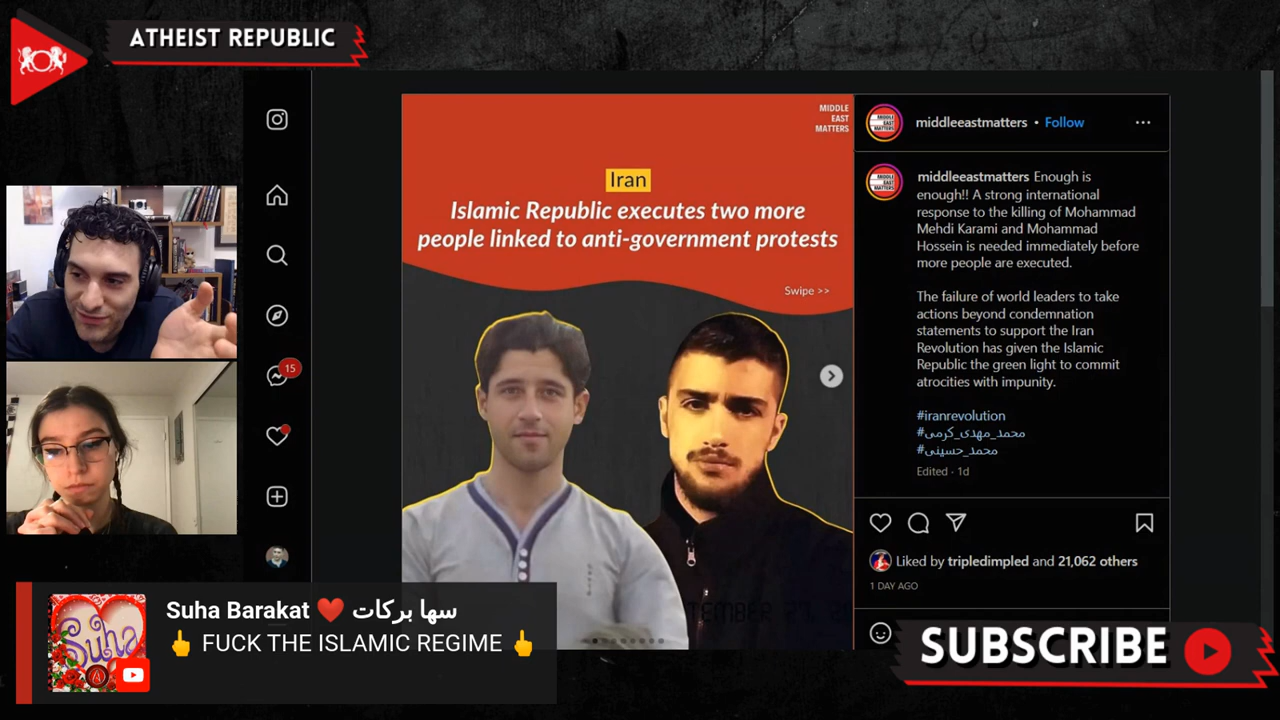 ATHEIST REPUBLIC
MIDDLE
EAST
MATTERS
Iran
Islamic Republic executes two more
people linked to anti-government protests
Swipe >>
middleeastmatters • Follow
middleeastmatters Enough is
enough!! A strong international
response to the killing of Mohammad
Mehdi Karami and Mohammad
Hossein is needed immediately before
more people are executed.
The failure of world leaders to take
actions beyond condemnation
statements to support the Iran
Revolution has given the Islamic
Republic the green light to commit
atrocities with impunity.
#iranrevolution
#محمد_مهدی_کرمی
#محمد_حسینی
Edited · 1d
Liked by tripledimpled and 21,062 others
1 DAY AGO
15
Suha Barakat ❤️ سها بركات
🖕 FUCK THE ISLAMIC REGIME 🖕
Suha
SUBSCRIBE